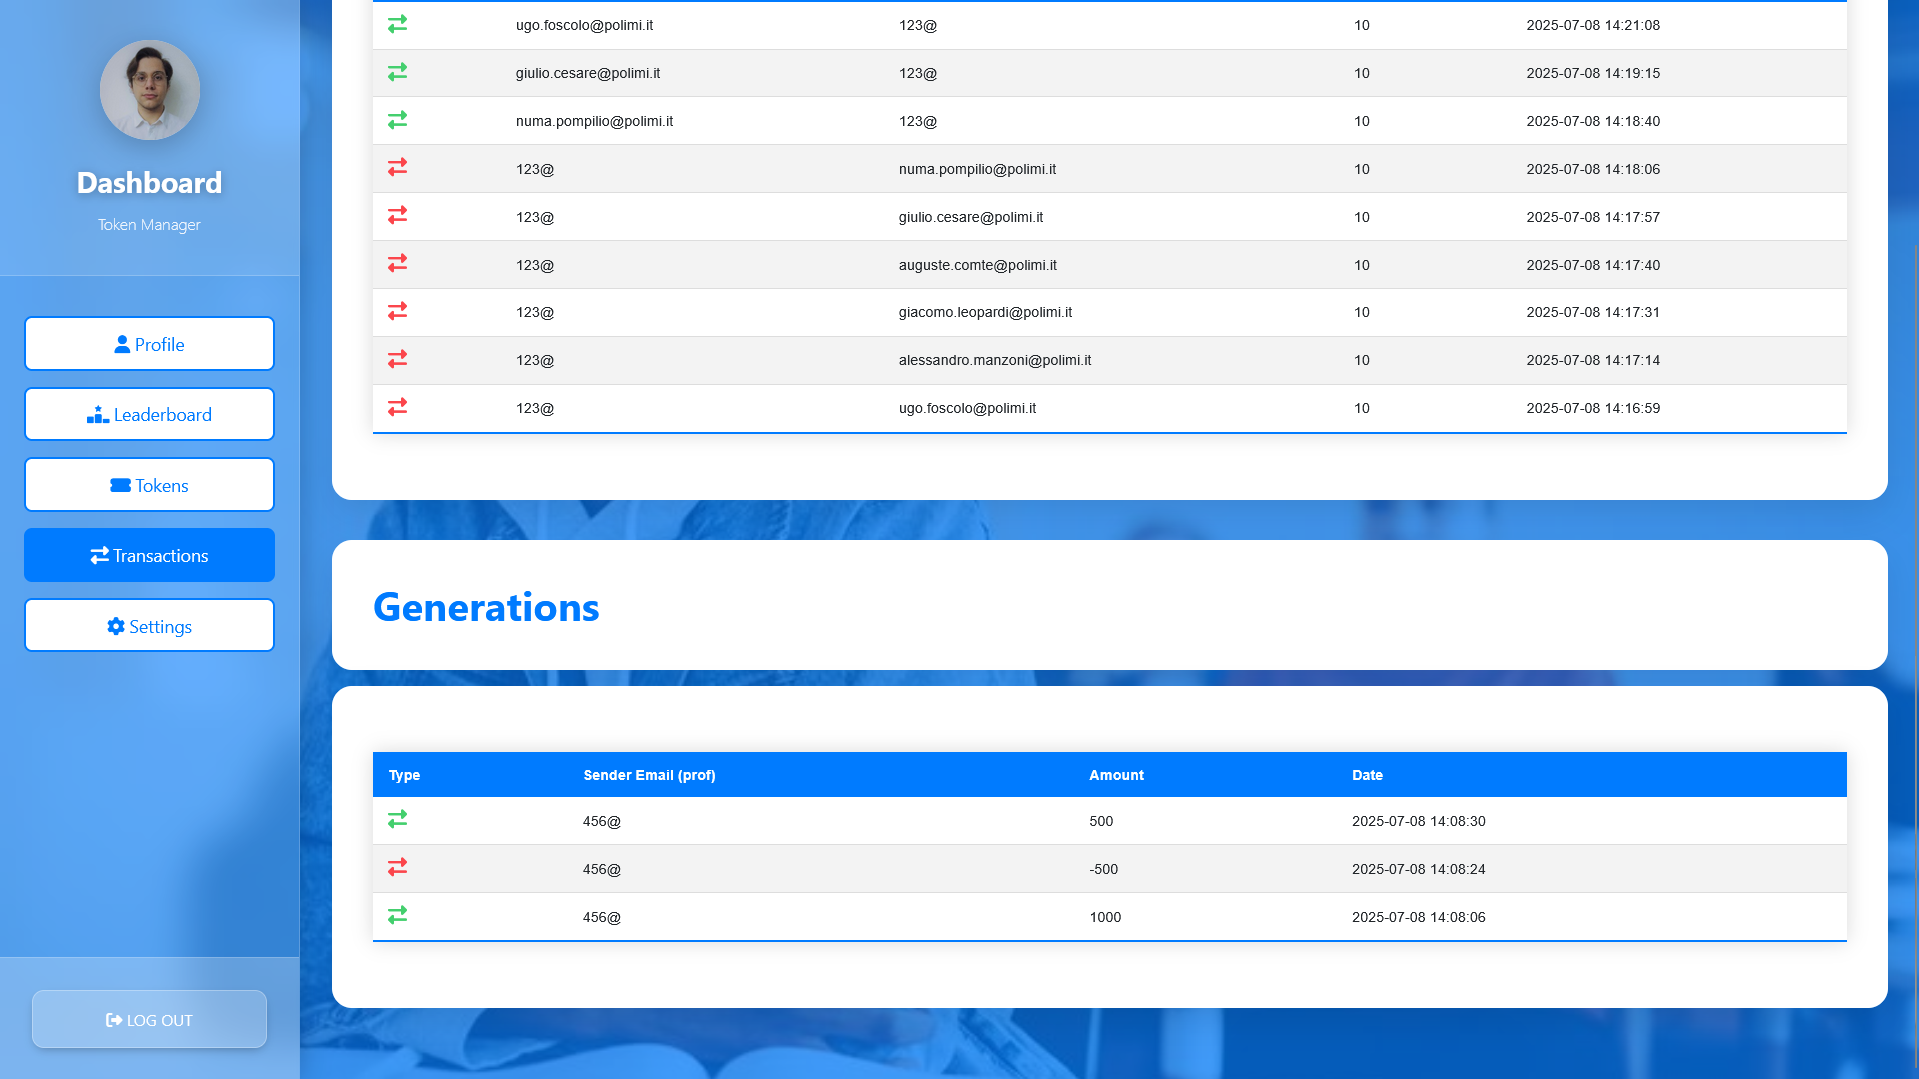 Dashboard
Token Manager
Profile
Leaderboard
Tokens
Transactions
Settings
LOG OUT
ugo.foscolo@polimi.it 123@ 10 2025-07-08 14:21:08
giulio.cesare@polimi.it 123@ 10 2025-07-08 14:19:15
numa.pompilio@polimi.it 123@ 10 2025-07-08 14:18:40
123@ numa.pompilio@polimi.it 10 2025-07-08 14:18:06
123@ giulio.cesare@polimi.it 10 2025-07-08 14:17:57
123@ auguste.comte@polimi.it 10 2025-07-08 14:17:40
123@ giacomo.leopardi@polimi.it 10 2025-07-08 14:17:31
123@ alessandro.manzoni@polimi.it 10 2025-07-08 14:17:14
123@ ugo.foscolo@polimi.it 10 2025-07-08 14:16:59
Generations
Type Sender Email (prof) Amount Date
456@ 500 2025-07-08 14:08:30
456@ -500 2025-07-08 14:08:24
456@ 1000 2025-07-08 14:08:06